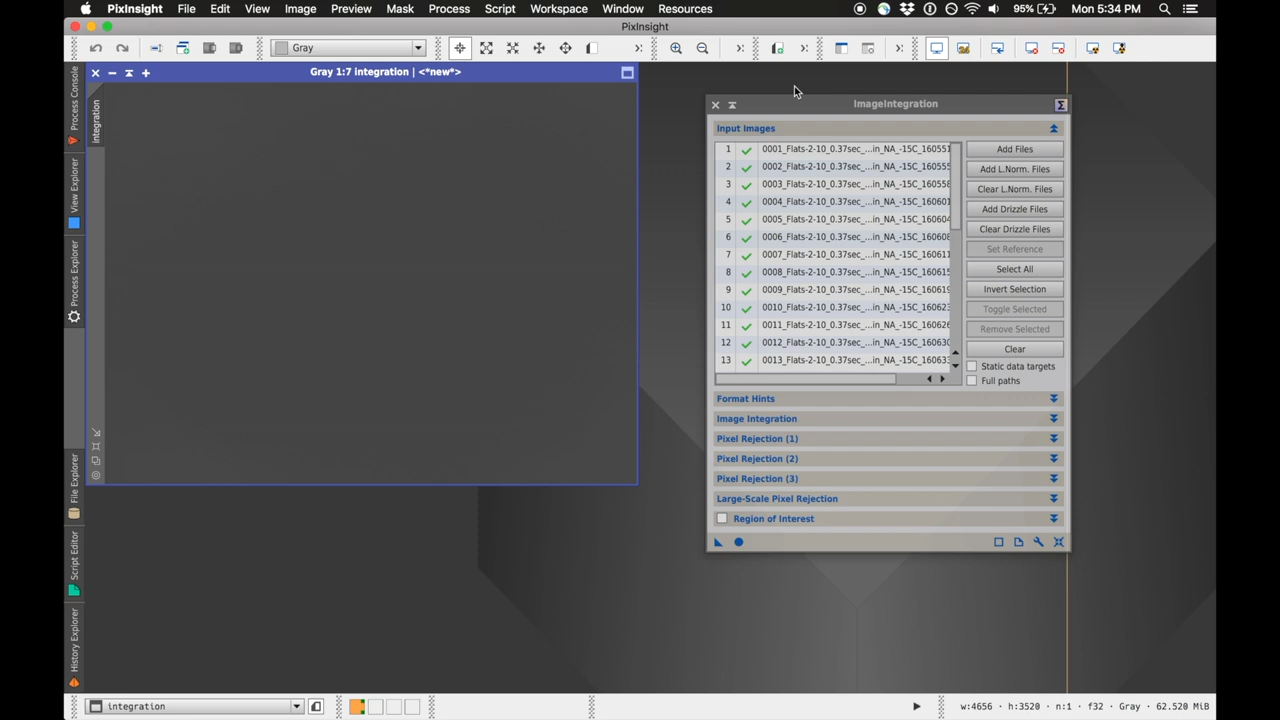 PixInsight File Edit View Image Preview Mask Process Script Workspace Window Resources 95% Mon 5:34 PM
PixInsight
Gray
Gray 1:7 integration | <*new*>
ImageIntegration
Process Console
View Explorer
Process Explorer
File Explorer
Script Editor
History Explorer
integration
Input Images
1 0001_Flats-2-10_0.37sec_...in_NA_-15C_160551
2 0002_Flats-2-10_0.37sec_...in_NA_-15C_160555
3 0003_Flats-2-10_0.37sec_...in_NA_-15C_160558
4 0004_Flats-2-10_0.37sec_...in_NA_-15C_160601
5 0005_Flats-2-10_0.37sec_...in_NA_-15C_160604
6 0006_Flats-2-10_0.37sec_...in_NA_-15C_160608
7 0007_Flats-2-10_0.37sec_...in_NA_-15C_160611
8 0008_Flats-2-10_0.37sec_...in_NA_-15C_160615
9 0009_Flats-2-10_0.37sec_...in_NA_-15C_160619
10 0010_Flats-2-10_0.37sec_...in_NA_-15C_160623
11 0011_Flats-2-10_0.37sec_...in_NA_-15C_160626
12 0012_Flats-2-10_0.37sec_...in_NA_-15C_160630
13 0013_Flats-2-10_0.37sec_...in_NA_-15C_160633
Add Files
Add L.Norm. Files
Clear L.Norm. Files
Add Drizzle Files
Clear Drizzle Files
Set Reference
Select All
Invert Selection
Toggle Selected
Remove Selected
Clear
Static data targets
Full paths
Format Hints
Image Integration
Pixel Rejection (1)
Pixel Rejection (2)
Pixel Rejection (3)
Large-Scale Pixel Rejection
Region of Interest
integration
w:4656 · h:3520 · n:1 · f32 · Gray · 62.520 MiB